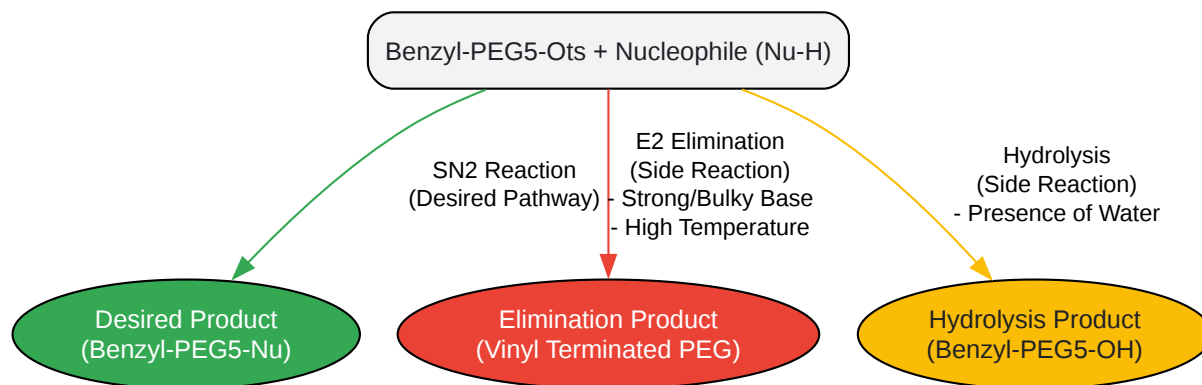 Benzyl-PEG5-Ots + Nucleophile (Nu-H)
SN2 Reaction
(Desired Pathway)
E2 Elimination
(Side Reaction)
- Strong/Bulky Base
- High Temperature
Hydrolysis
(Side Reaction)
- Presence of Water
Desired Product
(Benzyl-PEG5-Nu)
Elimination Product
(Vinyl Terminated PEG)
Hydrolysis Product
(Benzyl-PEG5-OH)